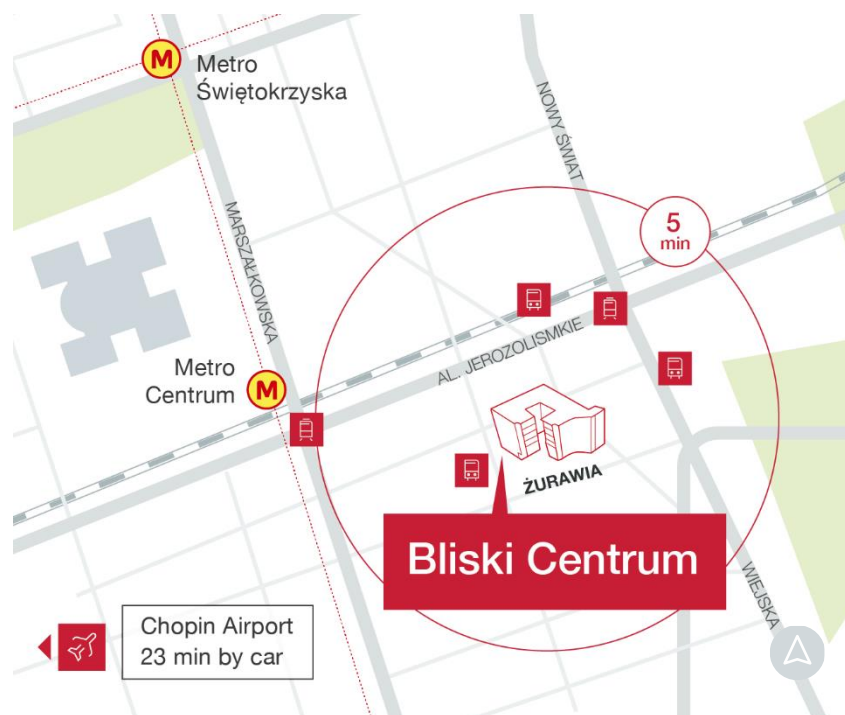 M
Metro
Świętokrzyska
NOWY ŚWIAT
MARSZAŁKOWSKA
5
min
AL. JEROZOLISMKIE
Metro
Centrum
M
ŻURAWIA
Bliski Centrum
WIEJSKA
Chopin Airport
23 min by car